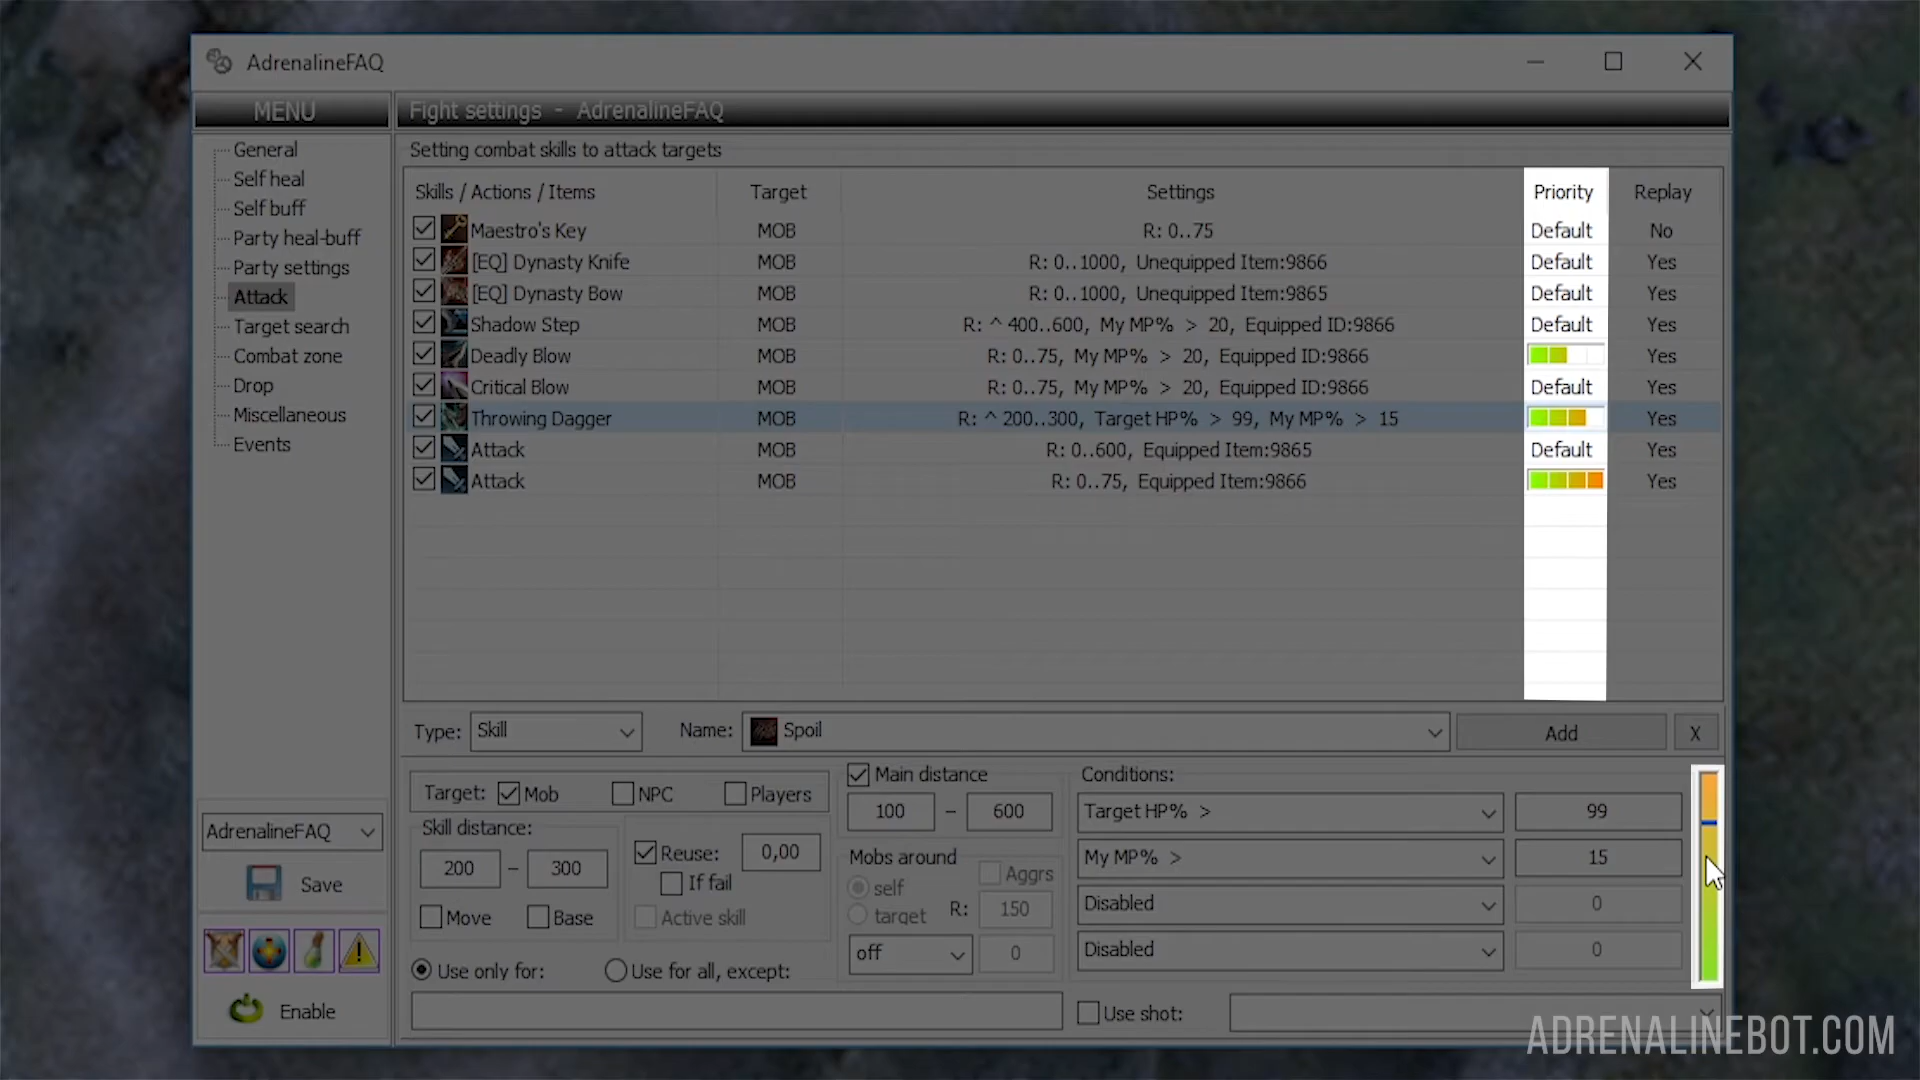 AdrenalineFAQ
MENU
Fight settings - AdrenalineFAQ
General
Self heal
Self buff
Party heal-buff
Party settings
Attack
Target search
Combat zone
Drop
Miscellaneous
Events
Setting combat skills to attack targets
Skills / Actions / Items Target Settings Priority Replay
Maestro's Key MOB R: 0..75 Default No
[EQ] Dynasty Knife MOB R: 0..1000, Unequipped Item:9866 Default Yes
[EQ] Dynasty Bow MOB R: 0..1000, Unequipped Item:9865 Default Yes
Shadow Step MOB R: ^ 400..600, My MP% > 20, Equipped ID:9866 Default Yes
Deadly Blow MOB R: 0..75, My MP% > 20, Equipped ID:9866 Yes
Critical Blow MOB R: 0..75, My MP% > 20, Equipped ID:9866 Default Yes
Throwing Dagger MOB R: ^ 200..300, Target HP% > 99, My MP% > 15 Yes
Attack MOB R: 0..600, Equipped Item:9865 Default Yes
Attack MOB R: 0..75, Equipped Item:9866 Yes
Type: Skill Name: Spoil Add X
Target: Mob NPC Players
Skill distance:
200 - 300
Move Base
Reuse: 0,00
If fail
Active skill
Use only for: Use for all, except:
Main distance
100 - 600
Mobs around Aggrs
self
target R: 150
off 0
Conditions:
Target HP% > 99
My MP% > 15
Disabled 0
Disabled 0
Use shot:
AdrenalineFAQ
Save
Enable
ADRENALINEBOT.COM